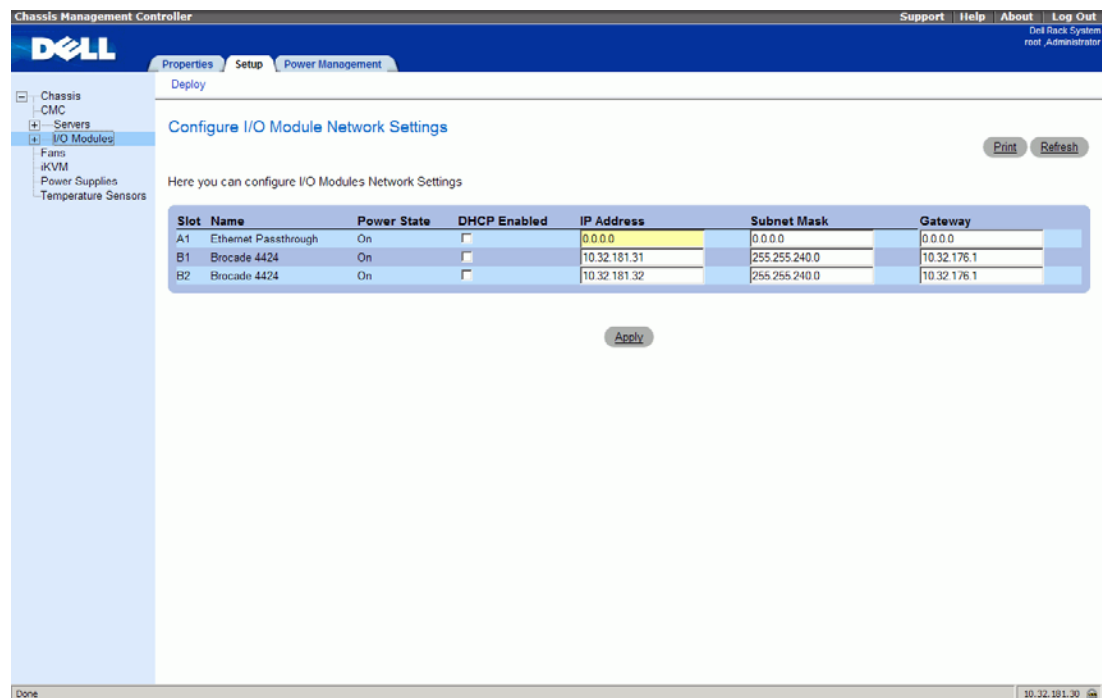 Chassis Management Controller
Support Help About Log Out
Dell Rack System
root ,Administrator
DELL
Properties Setup Power Management
Deploy
Chassis
CMC
Servers
I/O Modules
Fans
iKVM
Power Supplies
Temperature Sensors
Configure I/O Module Network Settings
Print Refresh
Here you can configure I/O Modules Network Settings
Slot Name Power State DHCP Enabled IP Address Subnet Mask Gateway
A1 Ethernet Passthrough On 0.0.0.0 0.0.0.0 0.0.0.0
B1 Brocade 4424 On 10.32.181.31 255.255.240.0 10.32.176.1
B2 Brocade 4424 On 10.32.181.32 255.255.240.0 10.32.176.1
Apply
Done
10.32.181.30